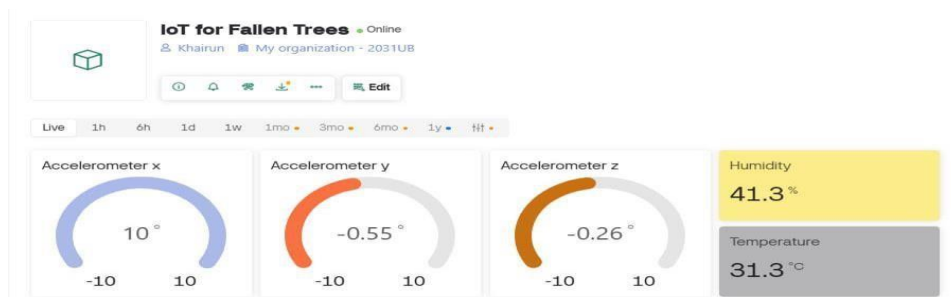 IoT for Fallen Trees Online
Khairun My organization - 2031UB
Edit
Live 1h 6h 1d 1w 1mo 3mo 6mo 1y
Accelerometer x
10°
-10 10
Accelerometer y
-0.55°
-10 10
Accelerometer z
-0.26°
-10 10
Humidity
41.3%
Temperature
31.3°C